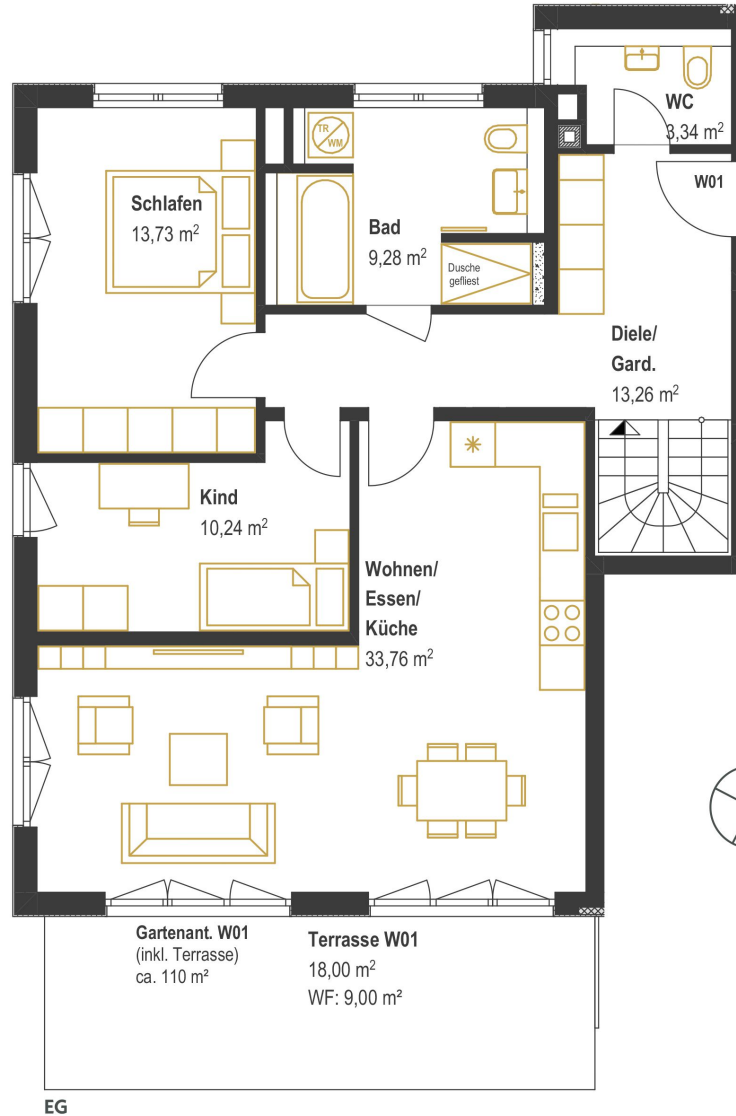 WC
3,34 m²
W01
TR
WM
Schlafen
13,73 m²
Bad
9,28 m²
Dusche
gefliest
Diele/
Gard.
13,26 m²
Kind
10,24 m²
Wohnen/
Essen/
Küche
33,76 m²
Gartenant. W01
(inkl. Terrasse)
ca. 110 m²
Terrasse W01
18,00 m²
WF: 9,00 m²
EG